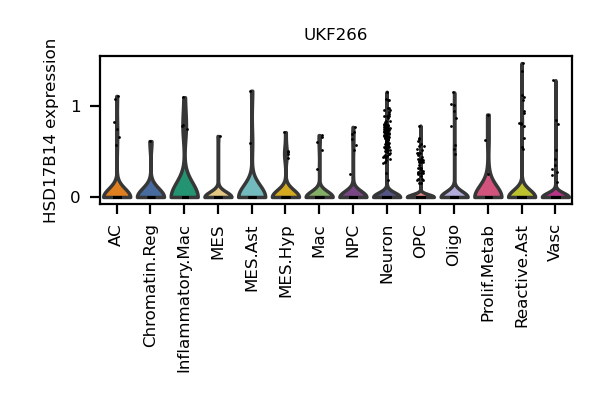 UKF266
HSD17B14 expression
1
0
AC
Chromatin.Reg
Inflammatory.Mac
MES
MES.Ast
MES.Hyp
Mac
NPC
Neuron
OPC
Oligo
Prolif.Metab
Reactive.Ast
Vasc